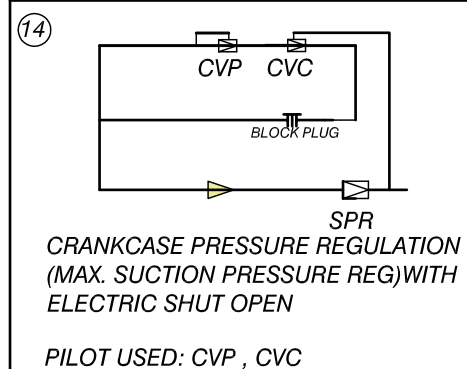 14
CVP CVC
BLOCK PLUG
SPR
CRANKCASE PRESSURE REGULATION
(MAX. SUCTION PRESSURE REG)WITH
ELECTRIC SHUT OPEN
PILOT USED: CVP , CVC